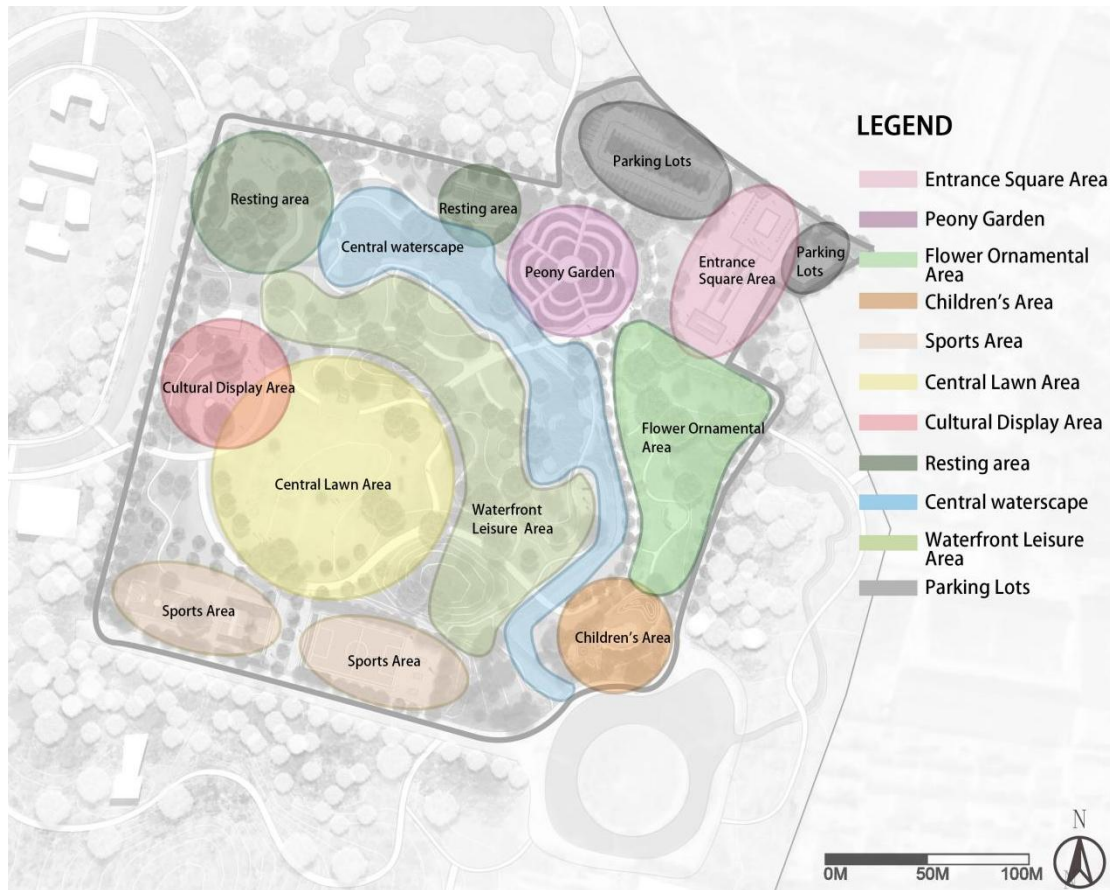 Parking Lots
Resting area
Resting area
Central waterscape
Peony Garden
Entrance
Square Area
Parking
Lots
Cultural Display Area
Flower Ornamental
Area
Central Lawn Area
Waterfront
Leisure Area
Sports Area
Sports Area
Children's Area
LEGEND
Entrance Square Area
Peony Garden
Flower Ornamental
Area
Children's Area
Sports Area
Central Lawn Area
Cultural Display Area
Resting area
Central waterscape
Waterfront Leisure
Area
Parking Lots
0M 50M 100M
N